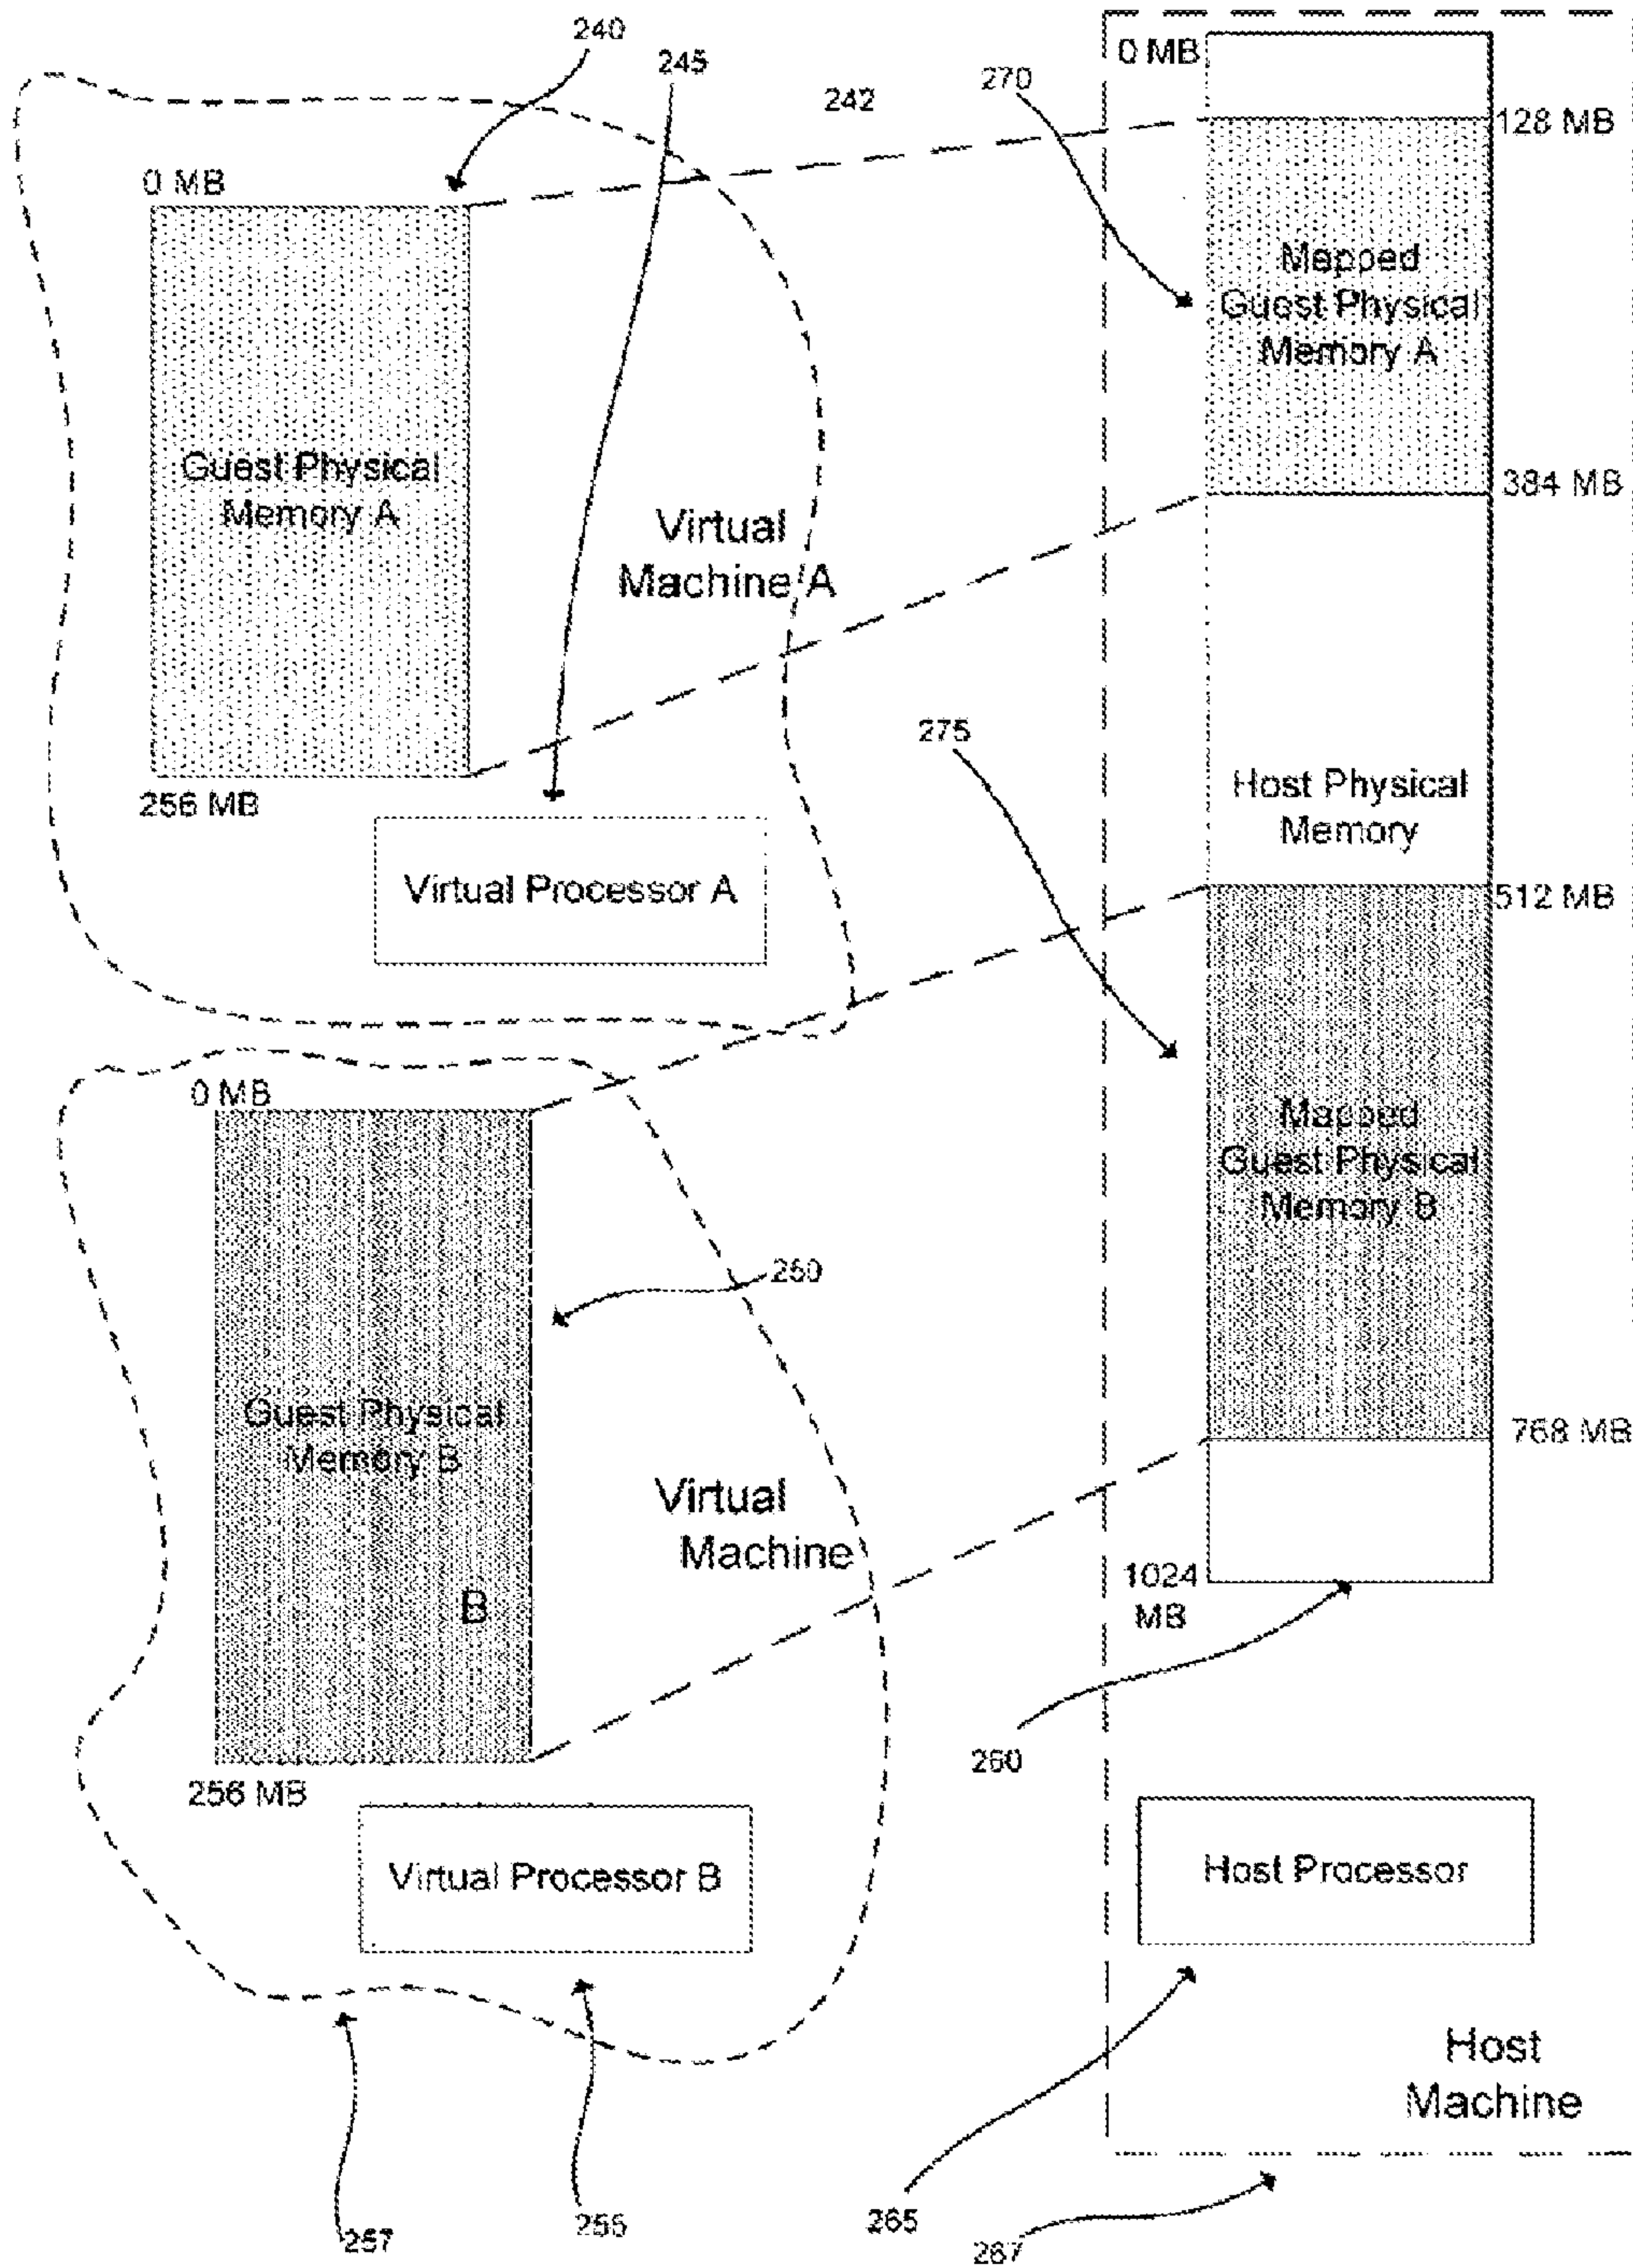 240
245
242
270
0 MB
128 MB
0 MB
Mapped
Guest Physical
Memory A
Guest Physical
Memory A
384 MB
Virtual
Machine A
275
Host Physical
Memory
256 MB
Virtual Processor A
512 MB
0 MB
Mapped
Guest Physical
Memory B
250
Guest Physical
Memory B
768 MB
Virtual
Machine
B
1024
MB
260
256 MB
Virtual Processor B
Host Processor
Host
Machine
257
255
265
267